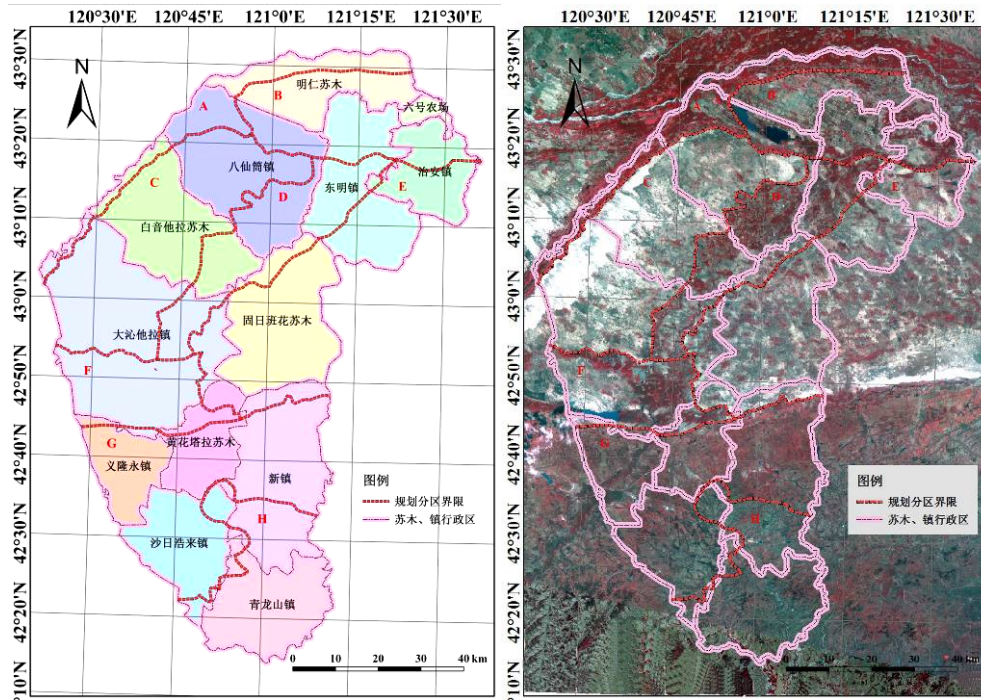 120°30'E 120°45'E 121°0'E 121°15'E 121°30'E
43°30'N
43°20'N
43°10'N
43°0'N
42°50'N
42°40'N
42°30'N
42°20'N
N
明仁苏木
B
A
六号农场
八仙筒镇
治安镇
东明镇
C
D
E
白音他拉苏木
固日班花苏木
大沁他拉镇
F
G
黄花塔拉苏木
义隆永镇
新镇
图例
规划分区界限
苏木、镇行政区
H
沙日浩来镇
青龙山镇
0 10 20 30 40 km
120°30'E 120°45'E 121°0'E 121°15'E 121°30'E
43°30'N
43°20'N
43°10'N
43°0'N
42°50'N
42°40'N
42°30'N
42°20'N
N
C
E
F
G
H
图例
规划分区界限
苏木、镇行政区
0 10 20 30 40 km